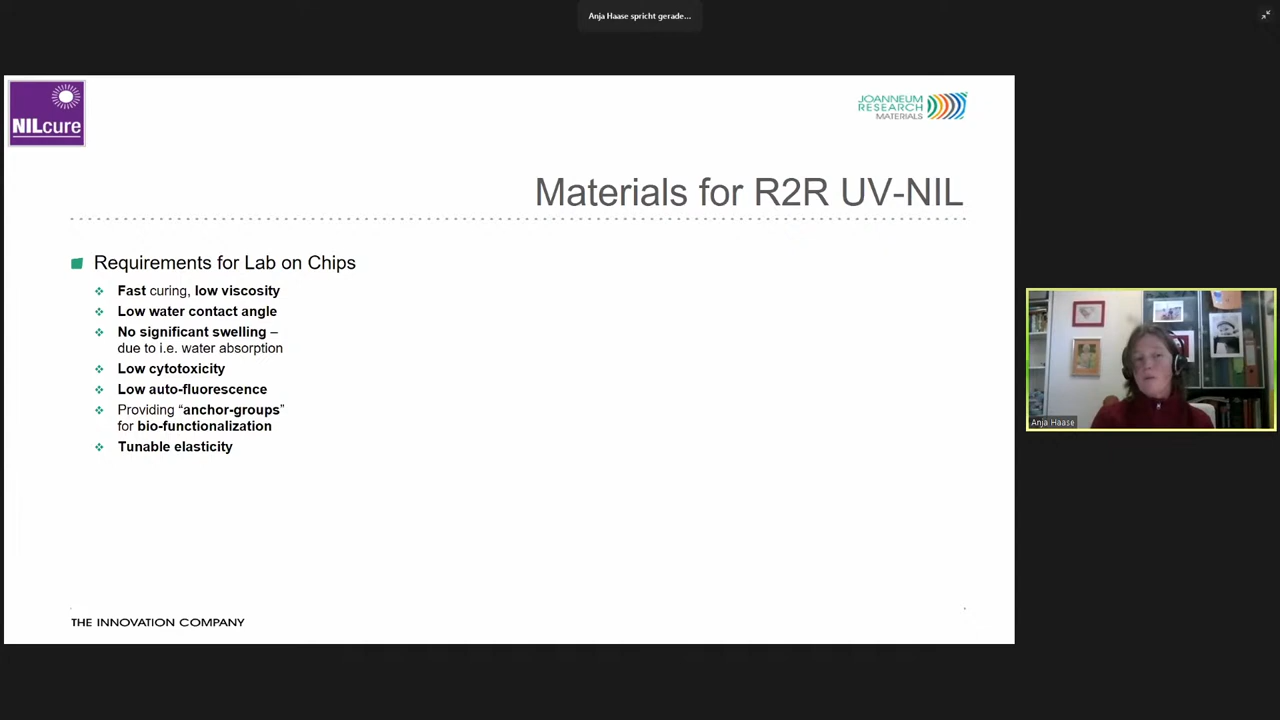 Anja Haase spricht gerade...
NILcure
JOANNEUM
RESEARCH
MATERIALS
Materials for R2R UV-NIL
Requirements for Lab on Chips
Fast curing, low viscosity
Low water contact angle
No significant swelling –
due to i.e. water absorption
Low cytotoxicity
Low auto-fluorescence
Providing “anchor-groups”
for bio-functionalization
Tunable elasticity
Anja Haase
THE INNOVATION COMPANY